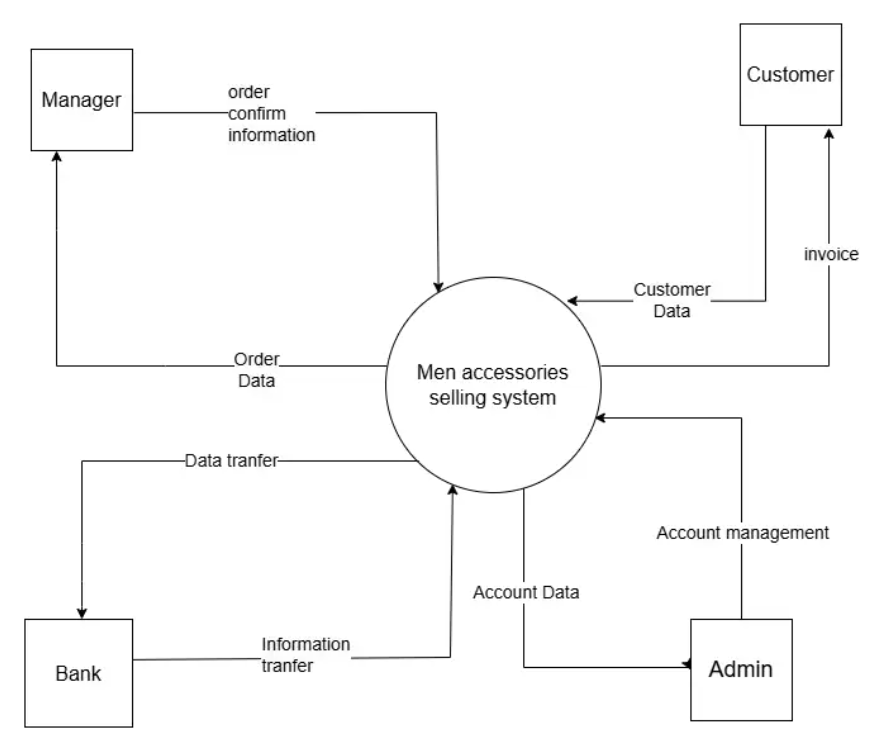 Manager
order
confirm
information
Customer
invoice
Customer
Data
Order
Data
Men accessories
selling system
Data tranfer
Account management
Account Data
Information
tranfer
Bank
Admin